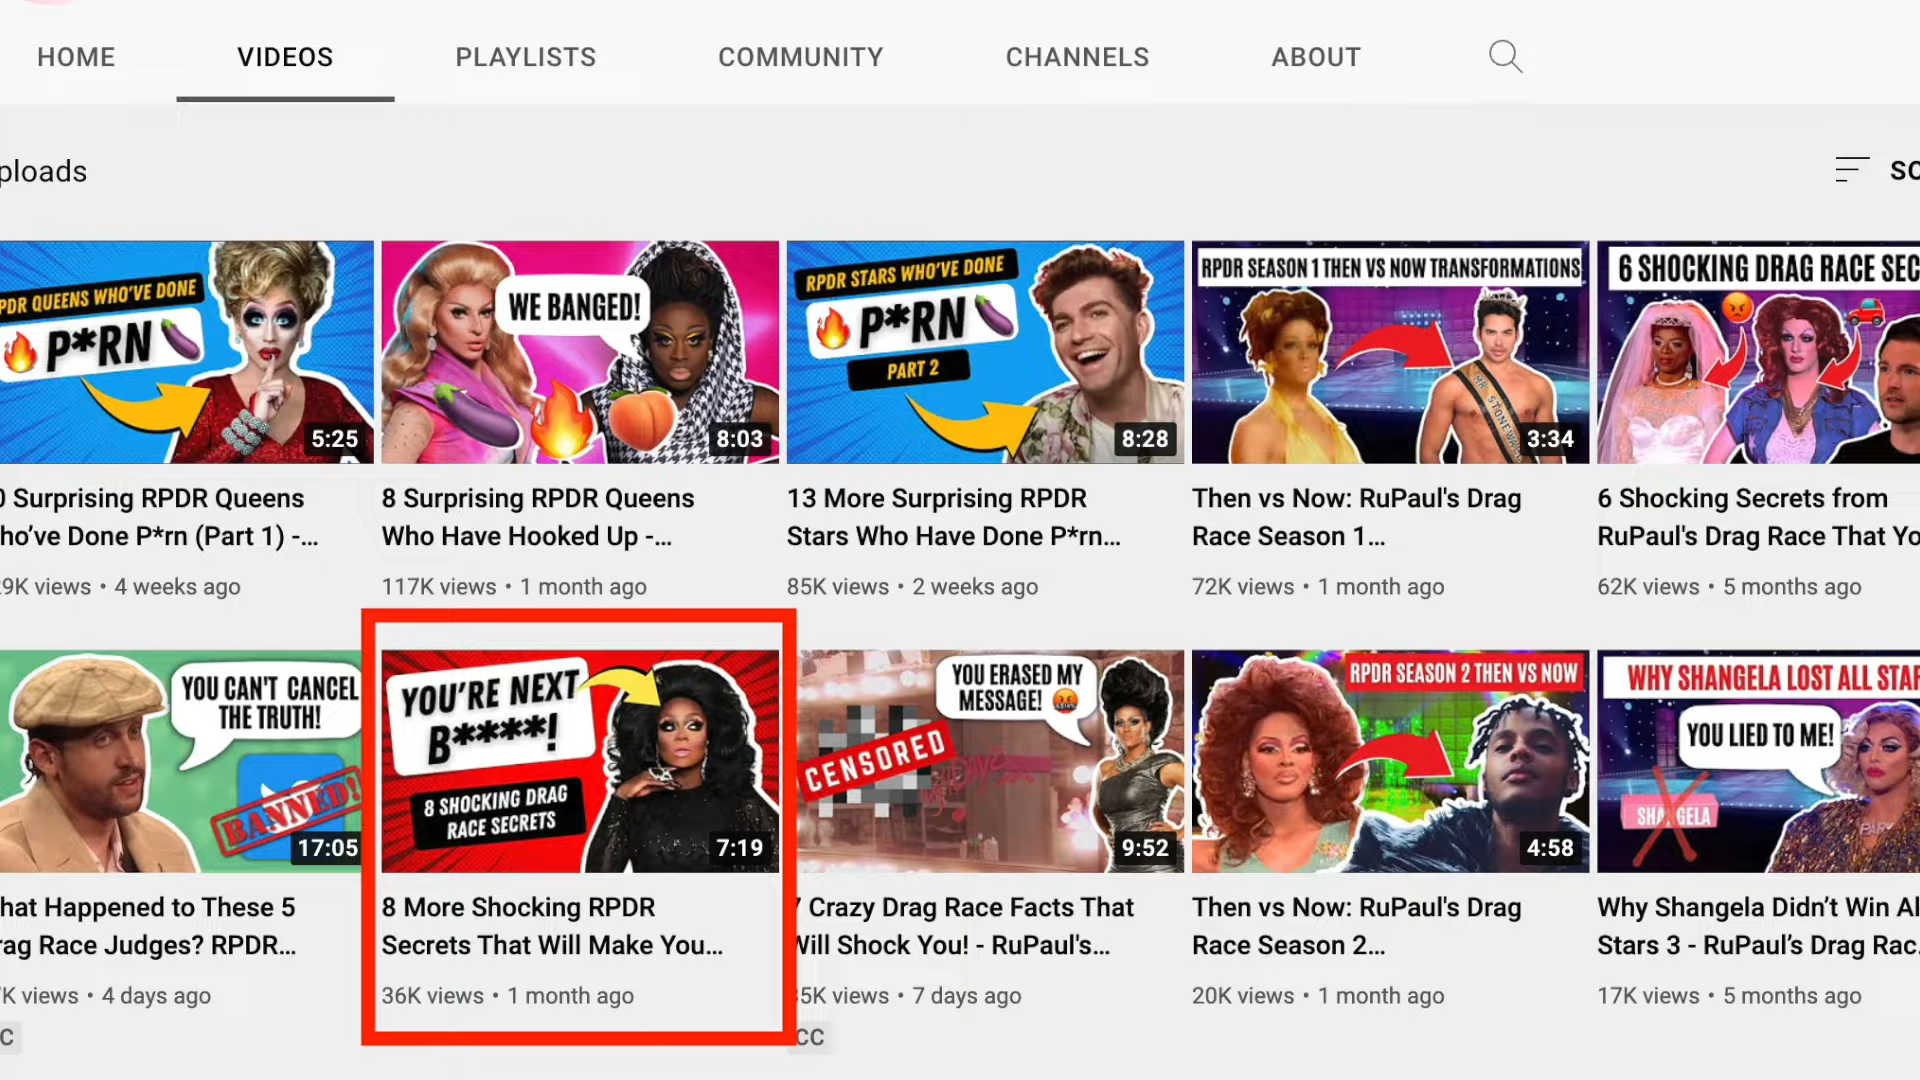 HOME VIDEOS PLAYLISTS COMMUNITY CHANNELS ABOUT
ploads
SO
PDR QUEENS WHO'VE DONE
P*RN
5:25
WE BANGED!
8:03
RPDR STARS WHO'VE DONE
P*RN
PART 2
8:28
RPDR SEASON 1 THEN VS NOW TRANSFORMATIONS
MR STONEWALL
3:34
6 SHOCKING DRAG RACE SEC
0 Surprising RPDR Queens
ho've Done P*rn (Part 1) -...
29K views • 4 weeks ago
8 Surprising RPDR Queens
Who Have Hooked Up -...
117K views • 1 month ago
13 More Surprising RPDR
Stars Who Have Done P*rn...
85K views • 2 weeks ago
Then vs Now: RuPaul's Drag
Race Season 1...
72K views • 1 month ago
6 Shocking Secrets from
RuPaul's Drag Race That Yo
62K views • 5 months ago
YOU CAN'T CANCEL
THE TRUTH!
BANNED!
17:05
YOU'RE NEXT
B*****!
8 SHOCKING DRAG
RACE SECRETS
7:19
YOU ERASED MY
MESSAGE!
CENSORED
9:52
RPDR SEASON 2 THEN VS NOW
4:58
WHY SHANGELA LOST ALL STAR
YOU LIED TO ME!
SHANGELA
hat Happened to These 5
rag Race Judges? RPDR...
K views • 4 days ago
C
8 More Shocking RPDR
Secrets That Will Make You...
36K views • 1 month ago
7 Crazy Drag Race Facts That
Will Shock You! - RuPaul's...
35K views • 7 days ago
CC
Then vs Now: RuPaul's Drag
Race Season 2...
20K views • 1 month ago
Why Shangela Didn't Win Al
Stars 3 - RuPaul's Drag Rac.
17K views • 5 months ago